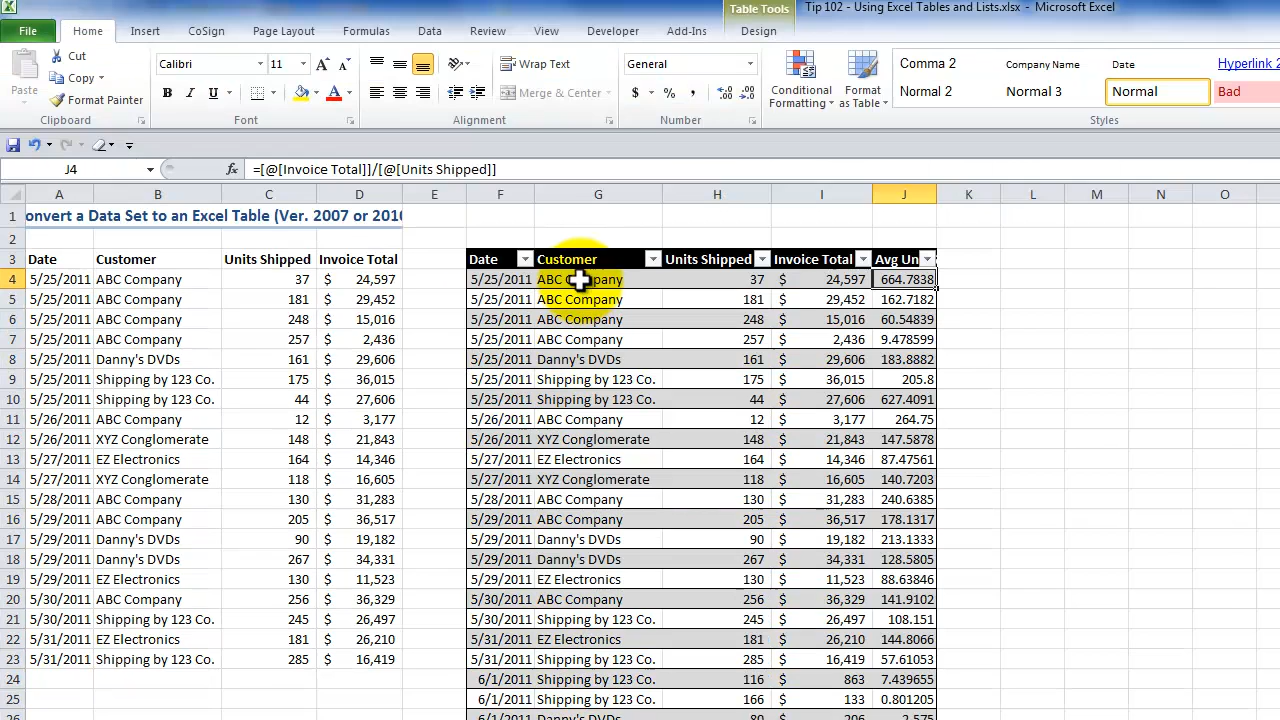 Table Tools
Tip 102 - Using Excel Tables and Lists.xlsx - Microsoft Excel
File Home Insert CoSign Page Layout Formulas Data Review View Developer Add-Ins Design
Cut
Copy
Format Painter
Paste
Clipboard
Calibri 11
B I U
Font
Wrap Text
Merge & Center
Alignment
General
$ % ,
Number
Conditional Formatting
Format as Table
Comma 2 Company Name Date Hyperlink 2
Normal 2 Normal 3 Normal Bad
Styles
J4 fx =[@[Invoice Total]]/[@[Units Shipped]]
A B C D E F G H I J K L M N O
1 onvert a Data Set to an Excel Table (Ver. 2007 or 2010
2
3 Date Customer Units Shipped Invoice Total Date Customer Units Shipped Invoice Total Avg Un
4 5/25/2011 ABC Company 37 $ 24,597 5/25/2011 ABC Company 37 $ 24,597 664.7838
5 5/25/2011 ABC Company 181 $ 29,452 5/25/2011 ABC Company 181 $ 29,452 162.7182
6 5/25/2011 ABC Company 248 $ 15,016 5/25/2011 ABC Company 248 $ 15,016 60.54839
7 5/25/2011 ABC Company 257 $ 2,436 5/25/2011 ABC Company 257 $ 2,436 9.478599
8 5/25/2011 Danny's DVDs 161 $ 29,606 5/25/2011 Danny's DVDs 161 $ 29,606 183.8882
9 5/25/2011 Shipping by 123 Co. 175 $ 36,015 5/25/2011 Shipping by 123 Co. 175 $ 36,015 205.8
10 5/25/2011 Shipping by 123 Co. 44 $ 27,606 5/25/2011 Shipping by 123 Co. 44 $ 27,606 627.4091
11 5/26/2011 ABC Company 12 $ 3,177 5/26/2011 ABC Company 12 $ 3,177 264.75
12 5/26/2011 XYZ Conglomerate 148 $ 21,843 5/26/2011 XYZ Conglomerate 148 $ 21,843 147.5878
13 5/27/2011 EZ Electronics 164 $ 14,346 5/27/2011 EZ Electronics 164 $ 14,346 87.47561
14 5/27/2011 XYZ Conglomerate 118 $ 16,605 5/27/2011 XYZ Conglomerate 118 $ 16,605 140.7203
15 5/28/2011 ABC Company 130 $ 31,283 5/28/2011 ABC Company 130 $ 31,283 240.6385
16 5/29/2011 ABC Company 205 $ 36,517 5/29/2011 ABC Company 205 $ 36,517 178.1317
17 5/29/2011 Danny's DVDs 90 $ 19,182 5/29/2011 Danny's DVDs 90 $ 19,182 213.1333
18 5/29/2011 Danny's DVDs 267 $ 34,331 5/29/2011 Danny's DVDs 267 $ 34,331 128.5805
19 5/29/2011 EZ Electronics 130 $ 11,523 5/29/2011 EZ Electronics 130 $ 11,523 88.63846
20 5/30/2011 ABC Company 256 $ 36,329 5/30/2011 ABC Company 256 $ 36,329 141.9102
21 5/30/2011 Shipping by 123 Co. 245 $ 26,497 5/30/2011 Shipping by 123 Co. 245 $ 26,497 108.151
22 5/31/2011 EZ Electronics 181 $ 26,210 5/31/2011 EZ Electronics 181 $ 26,210 144.8066
23 5/31/2011 Shipping by 123 Co. 285 $ 16,419 5/31/2011 Shipping by 123 Co. 285 $ 16,419 57.61053
24 6/1/2011 Shipping by 123 Co. 116 $ 863 7.439655
25 6/1/2011 Shipping by 123 Co. 166 $ 133 0.801205
26 6/1/2011 Danny's DVDs 80 $ 206 2.575